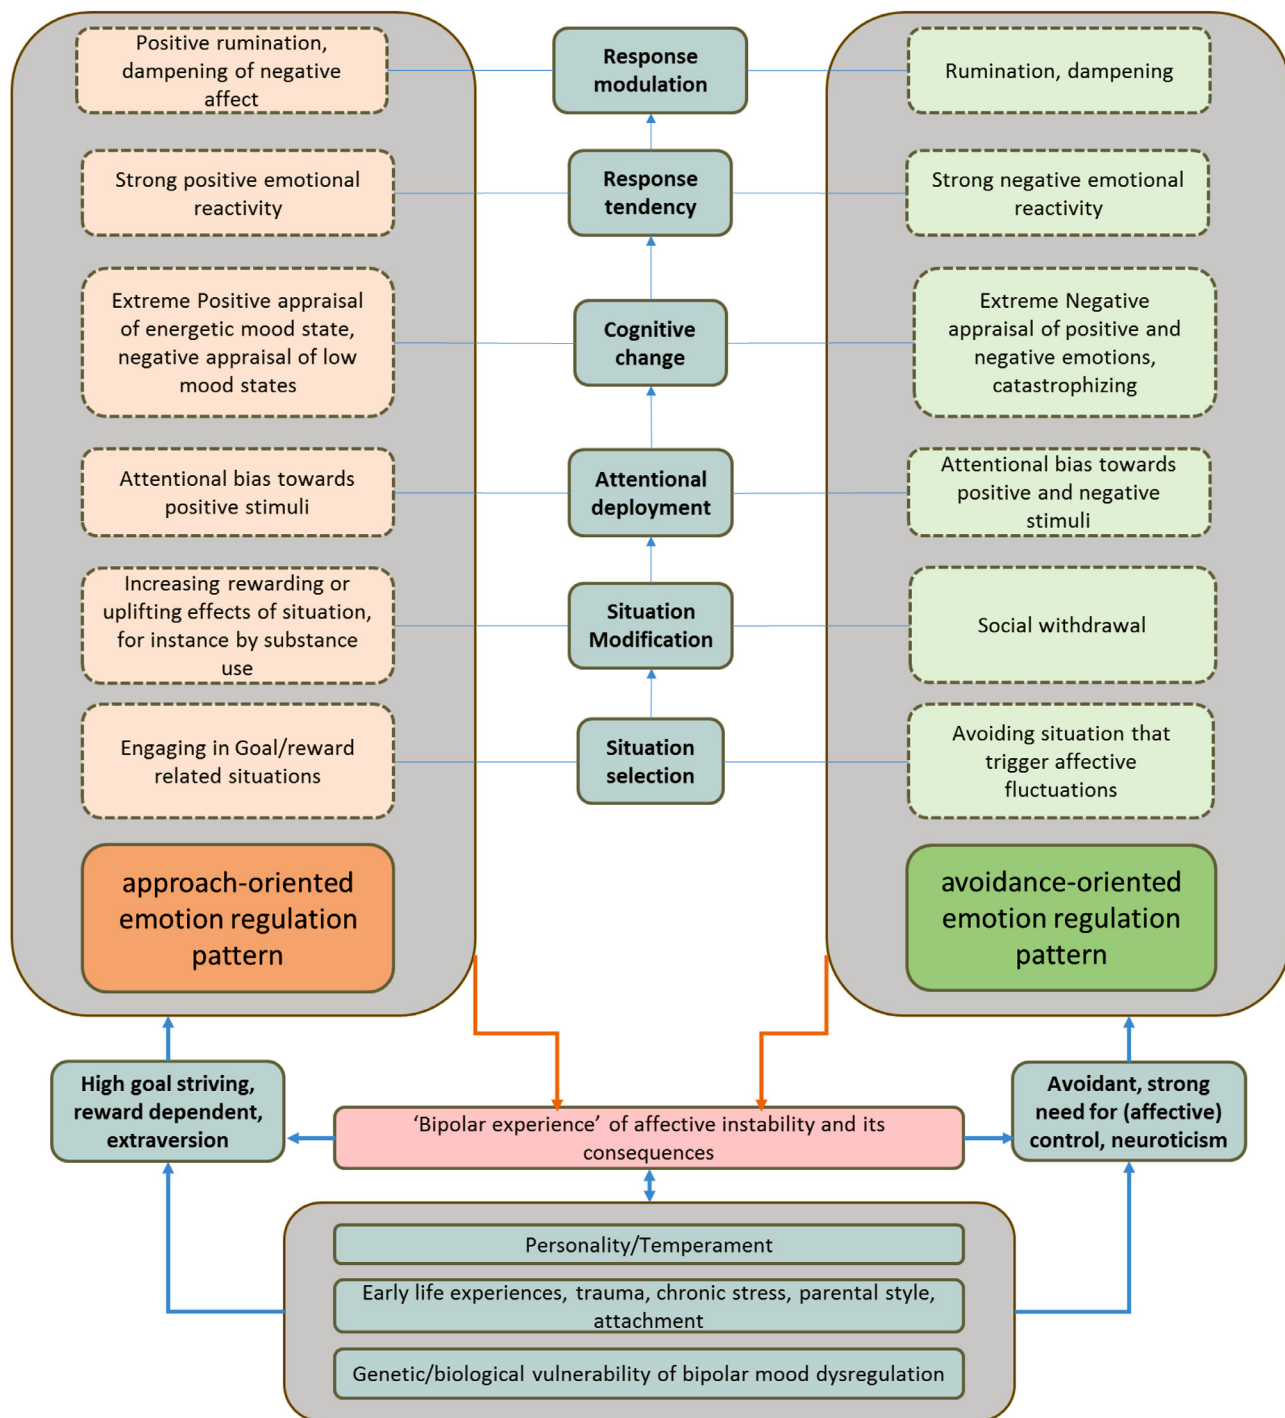 Positive rumination,
dampening of negative
affect
Response
modulation
Rumination, dampening
Strong positive emotional
reactivity
Response
tendency
Strong negative emotional
reactivity
Extreme Positive appraisal
of energetic mood state,
negative appraisal of low
mood states
Cognitive
change
Extreme Negative
appraisal of positive and
negative emotions,
catastrophizing
Attentional bias towards
positive stimuli
Attentional
deployment
Attentional bias towards
positive and negative
stimuli
Increasing rewarding or
uplifting effects of situation,
for instance by substance
use
Situation
Modification
Social withdrawal
Engaging in Goal/reward
related situations
Situation
selection
Avoiding situation that
trigger affective
fluctuations
approach-oriented
emotion regulation
pattern
avoidance-oriented
emotion regulation
pattern
High goal striving,
reward dependent,
extraversion
'Bipolar experience' of affective instability and its
consequences
Avoidant, strong
need for (affective)
control, neuroticism
Personality/Temperament
Early life experiences, trauma, chronic stress, parental style,
attachment
Genetic/biological vulnerability of bipolar mood dysregulation